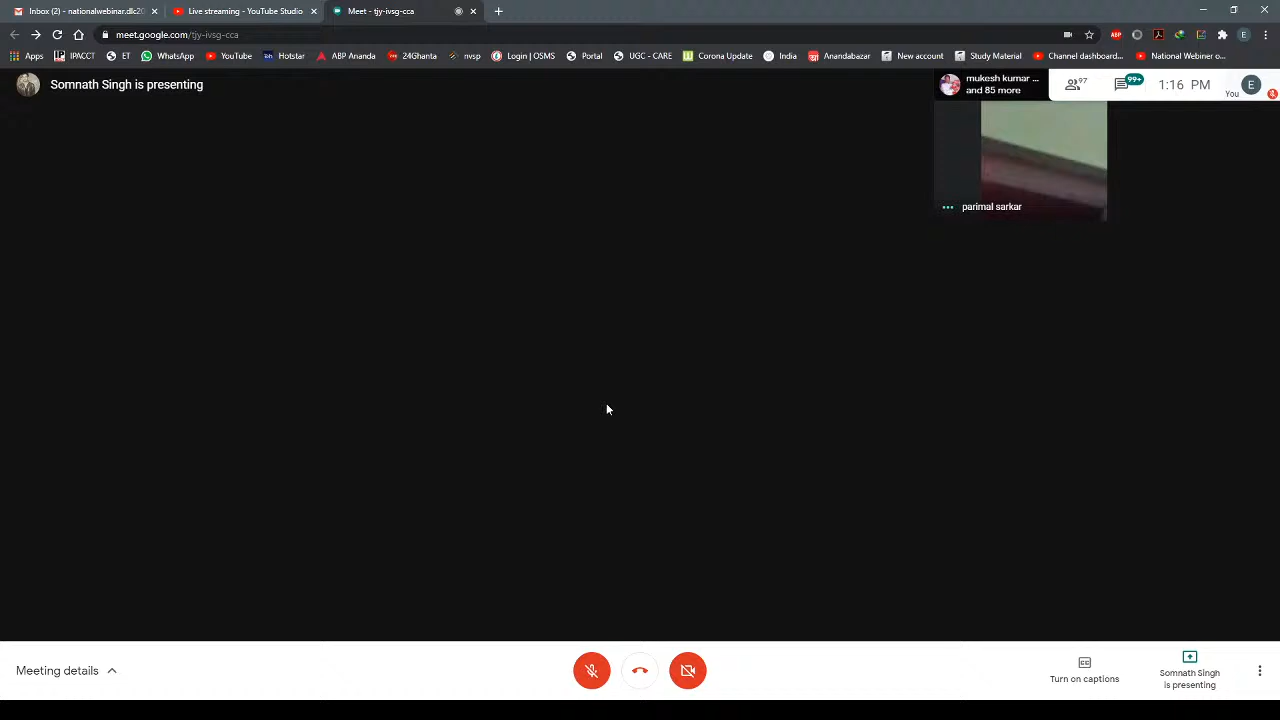 Inbox (2) - nationalwebinar.dlc20
Live streaming - YouTube Studio
Meet - tjy-ivsg-cca
meet.google.com/tjy-ivsg-cca
Apps IPACCT ET WhatsApp YouTube Hotstar ABP Ananda 24Ghanta nvsp Login | OSMS Portal UGC - CARE Corona Update India Anandabazar New account Study Material Channel dashboard... National Webiner o...
Somnath Singh is presenting
mukesh kumar ...
and 85 more
97
99+
1:16 PM
You
E
parimal sarkar
Meeting details
Turn on captions
Somnath Singh
is presenting